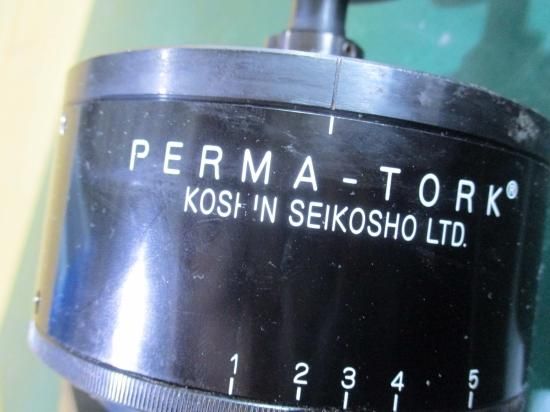 PERMA-TORK®
KOSHIN SEIKOSHO LTD.
1 2 3 4 5